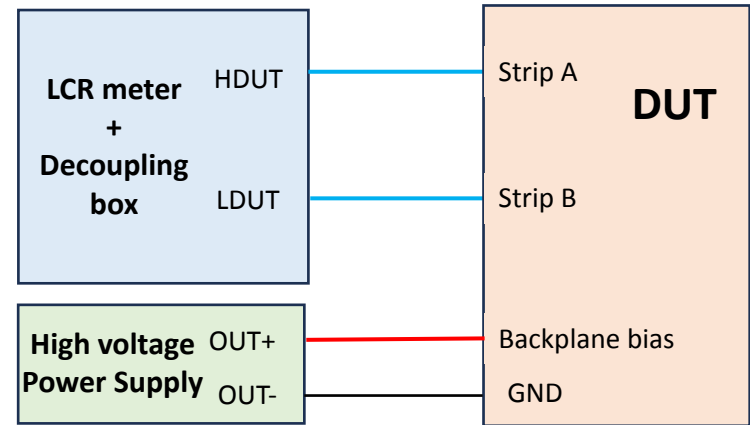 LCR meter
+
Decoupling
box
HDUT
LDUT
Strip A
DUT
Strip B
High voltage
Power Supply
OUT+
OUT-
Backplane bias
GND